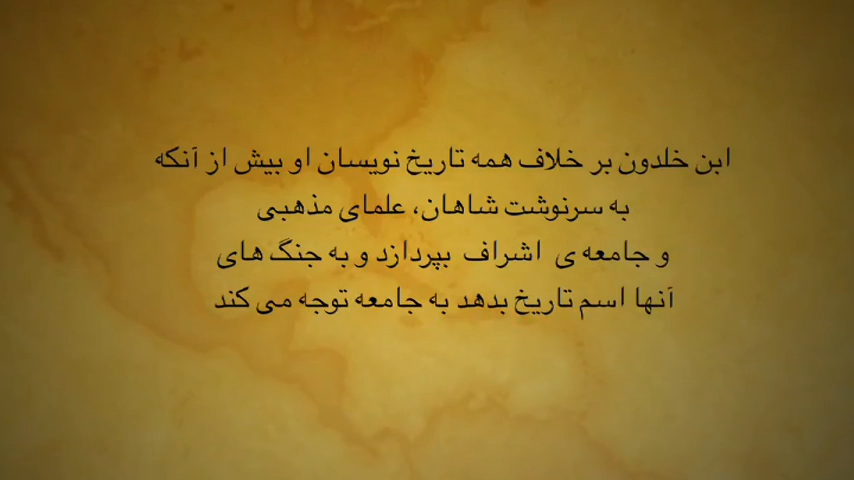 ابن خلدون بر خلاف همه تاریخ نویسان او بیش از آنکه
به سرنوشت شاهان، علمای مذهبی
و جامعه ی اشراف بپردازد و به جنگ های
آنها اسم تاریخ بدهد به جامعه توجه می کند